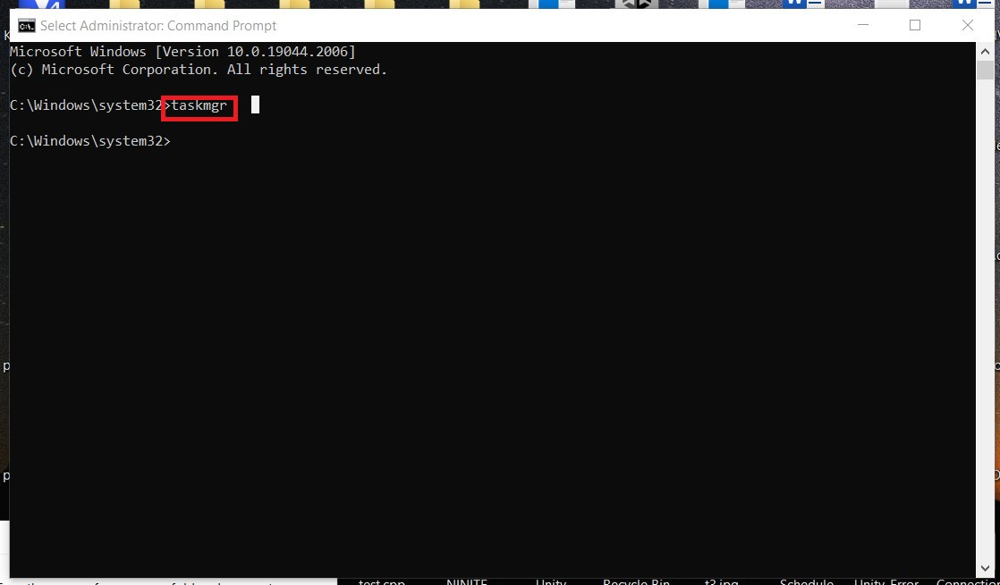 Select Administrator: Command Prompt
Microsoft Windows [Version 10.0.19044.2006]
(c) Microsoft Corporation. All rights reserved.
C:\Windows\system32>taskmgr
C:\Windows\system32>
test.cpp
NINITE
Unity
Recycle Bin
t3.jpg
Schedule
Unity Error